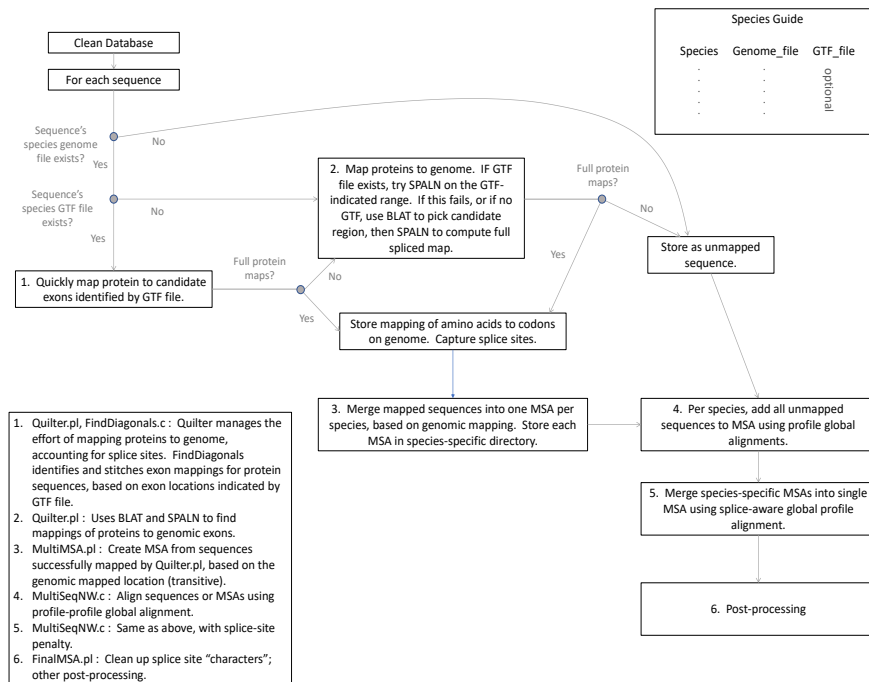 Clean Database
For each sequence
Sequence's
species genome
file exists?
No
Yes
Sequence's
species GTF file
exists?
No
Yes
1. Quickly map protein to candidate
exons identified by GTF file.
Full protein
maps?
No
Yes
2. Map proteins to genome. IF GTF
file exists, try SPALN on the GTF-
indicated range. If this fails, or if no
GTF, use BLAT to pick candidate
region, then SPALN to compute full
spliced map.
Full protein
maps?
No
Yes
Store as unmapped
sequence.
Store mapping of amino acids to codons
on genome. Capture splice sites.
3. Merge mapped sequences into one MSA per
species, based on genomic mapping. Store each
MSA in species-specific directory.
4. Per species, add all unmapped
sequences to MSA using profile global
alignments.
5. Merge species-specific MSAs into single
MSA using splice-aware global profile
alignment.
6. Post-processing
Species Guide
Species Genome_file GTF_file
optional
1. Quilter.pl, FindDiagonals.c : Quilter manages the
effort of mapping proteins to genome,
accounting for splice sites. FindDiagonals
identifies and stitches exon mappings for protein
sequences, based on exon locations indicated by
GTF file.
2. Quilter.pl : Uses BLAT and SPALN to find
mappings of proteins to genomic exons.
3. MultiMSA.pl : Create MSA from sequences
successfully mapped by Quilter.pl, based on the
genomic mapped location (transitive).
4. MultiSeqNW.c : Align sequences or MSAs using
profile-profile global alignment.
5. MultiSeqNW.c : Same as above, with splice-site
penalty.
6. FinalMSA.pl : Clean up splice site “characters”;
other post-processing.